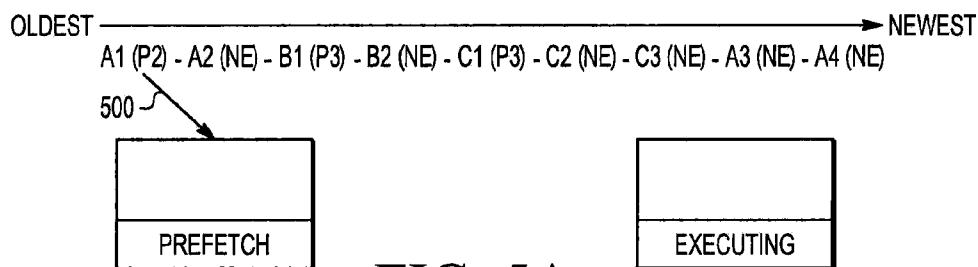 OLDEST NEWEST
A1 (P2) - A2 (NE) - B1 (P3) - B2 (NE) - C1 (P3) - C2 (NE) - C3 (NE) - A3 (NE) - A4 (NE)
500
PREFETCH EXECUTING